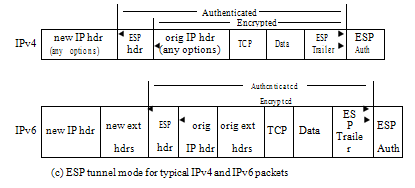 Authenticated
Encrypted
IPv4 new IP hdr (any options) ESP hdr orig IP hdr (any options) TCP Data ESP Trailer ESP Auth
Authenticated
Encrypted
IPv6 new IP hdr new ext hdrs ESP hdr orig IP hdr orig ext hdrs TCP Data ES P Traile r ESP Auth
(c) ESP tunnel mode for typical IPv4 and IPv6 packets